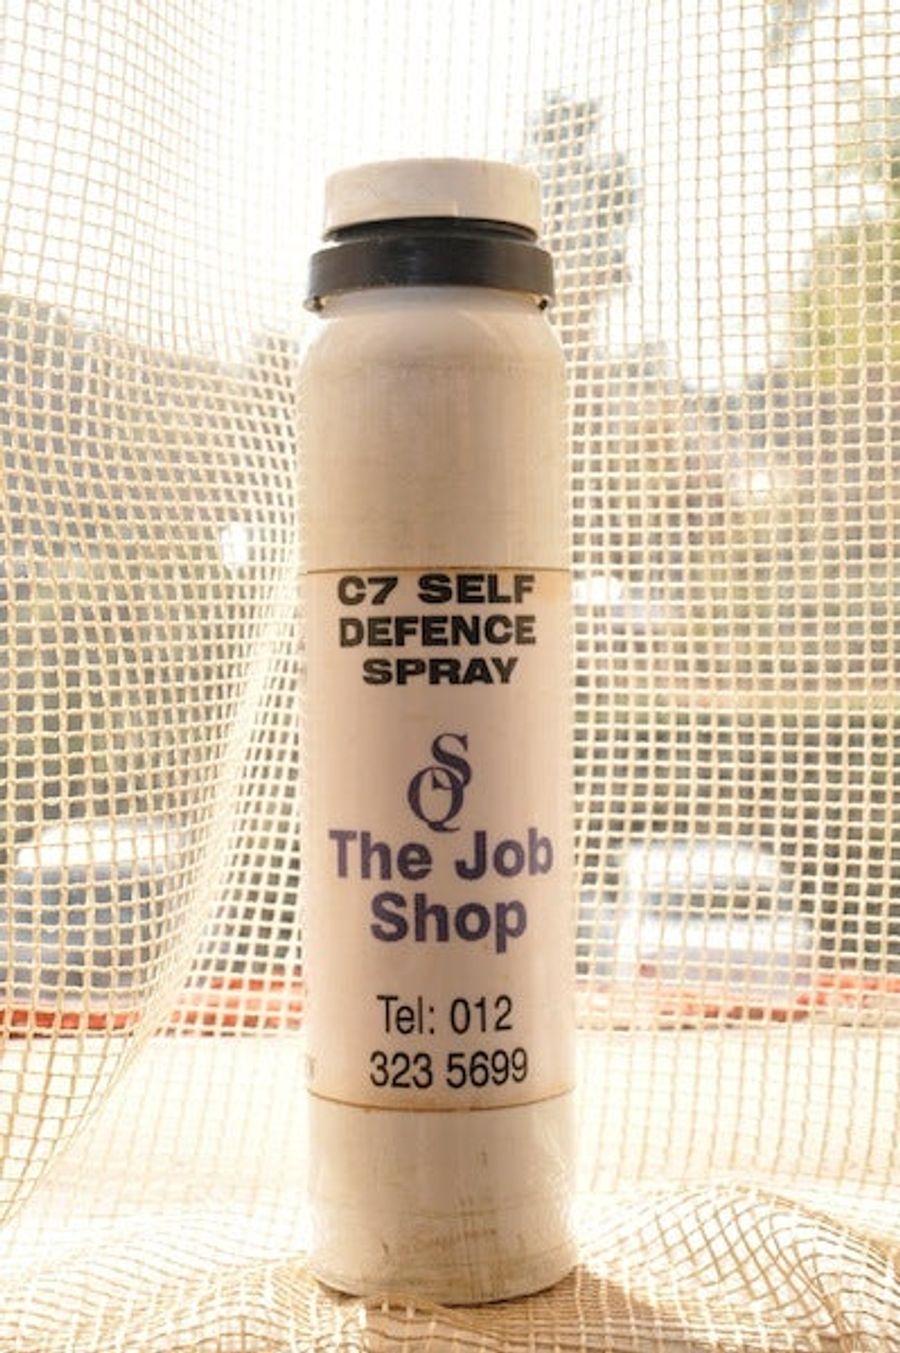 C7 SELF
DEFENCE
SPRAY
SQ
The Job
Shop
Tel: 012
323 5699